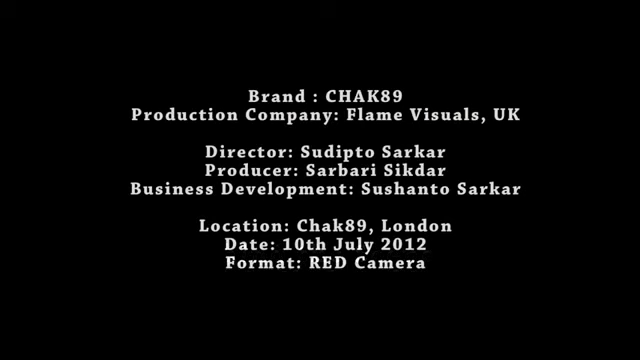 Brand : CHAK89
Production Company: Flame Visuals, UK
Director: Sudipto Sarkar
Producer: Sarbari Sikdar
Business Development: Sushanto Sarkar
Location: Chak89, London
Date: 10th July 2012
Format: RED Camera